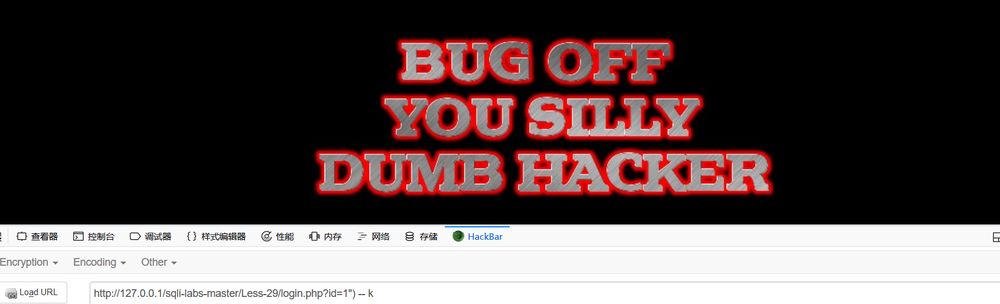 BUG OFF
YOU SILLY
DUMB HACKER
查看器 控制台 调试器 样式编辑器 性能 内存 网络 存储 HackBar
Encryption Encoding Other
Load URL http://127.0.0.1/sqli-labs-master/Less-29/login.php?id=1") -- k